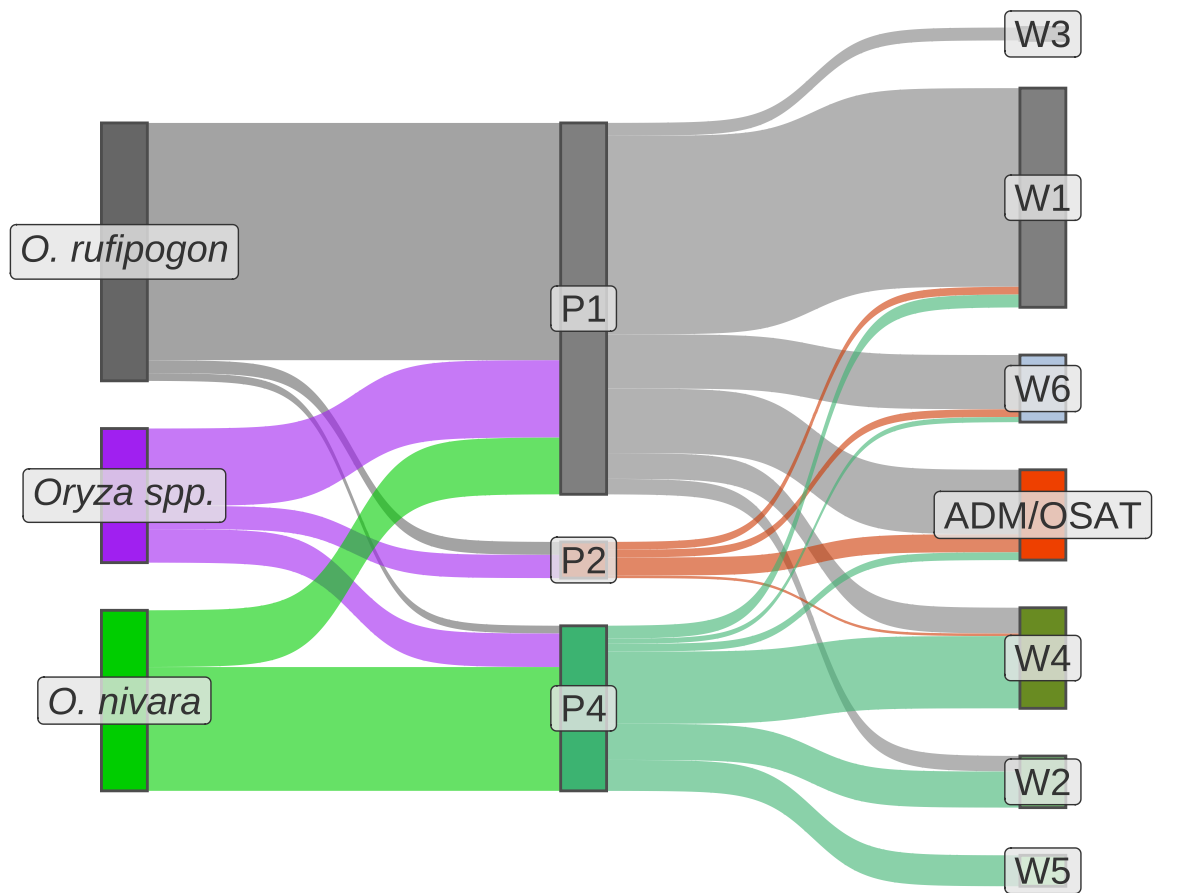 W3
W1
O. rufipogon
P1
W6
Oryza spp.
ADM/OSAT
P2
W4
O. nivara
P4
W2
W5